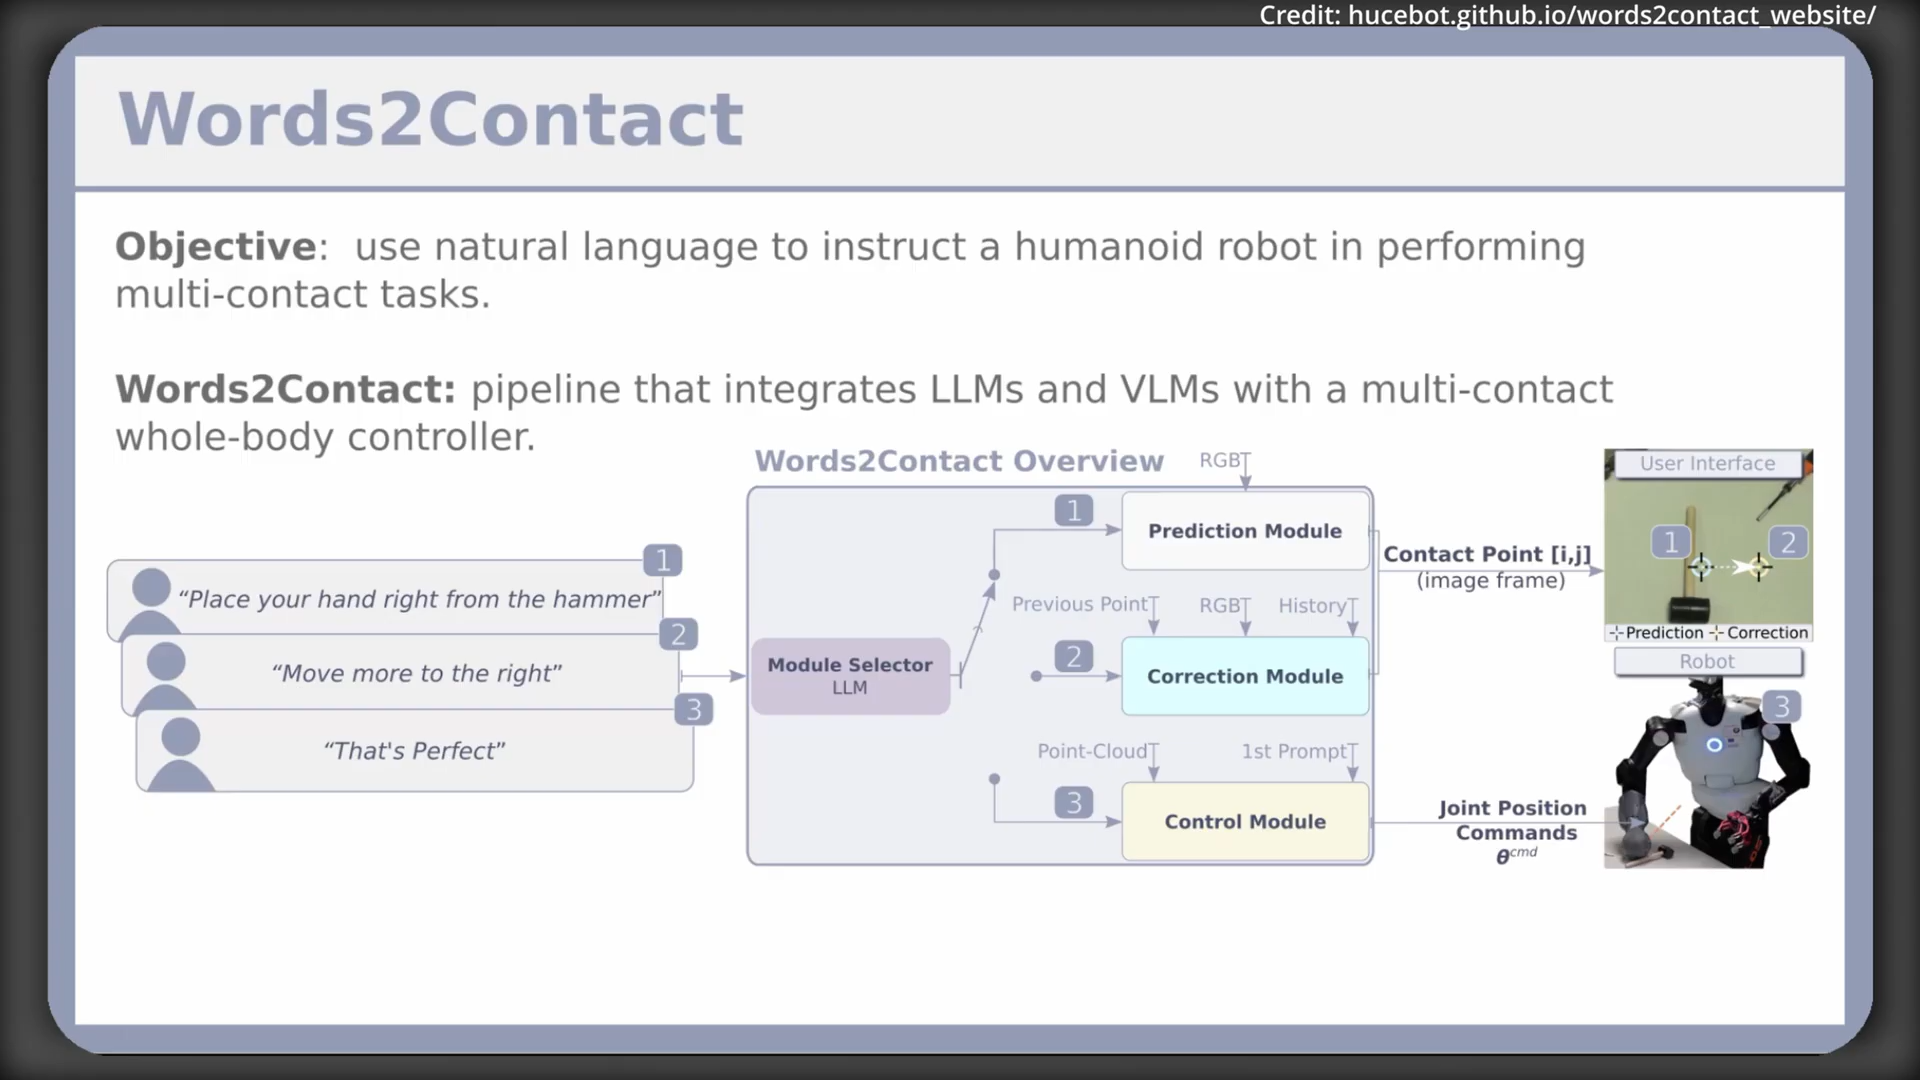 Credit: hucebot.github.io/words2contact_website/
Words2Contact
Objective: use natural language to instruct a humanoid robot in performing
multi-contact tasks.
Words2Contact: pipeline that integrates LLMs and VLMs with a multi-contact
whole-body controller.
1
“Place your hand right from the hammer”
2
“Move more to the right”
3
“That's Perfect”
Words2Contact Overview
RGB
Module Selector
LLM
1
Prediction Module
Previous Point
RGB
History
2
Correction Module
Point-Cloud
1st Prompt
3
Control Module
Contact Point [i,j]
(image frame)
Joint Position
Commands
θcmd
User Interface
1
2
Prediction
Correction
Robot
3